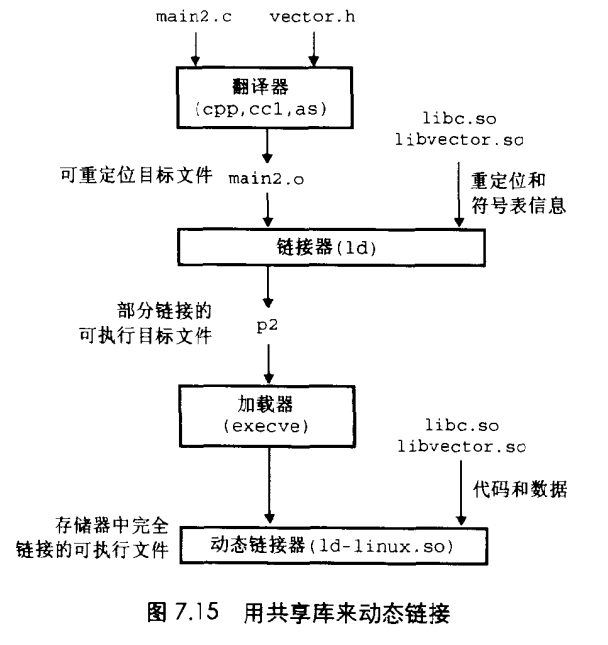 main2.c vector.h
翻译器
(cpp,cc1,as)
libc.so
libvector.so
可重定位目标文件 main2.o
重定位和
符号表信息
链接器(ld)
部分链接的
可执行目标文件
p2
加载器
(execve)
libc.so
libvector.so
代码和数据
存储器中完全
链接的可执行文件
动态链接器(ld-linux.so)
图 7.15 用共享库来动态链接